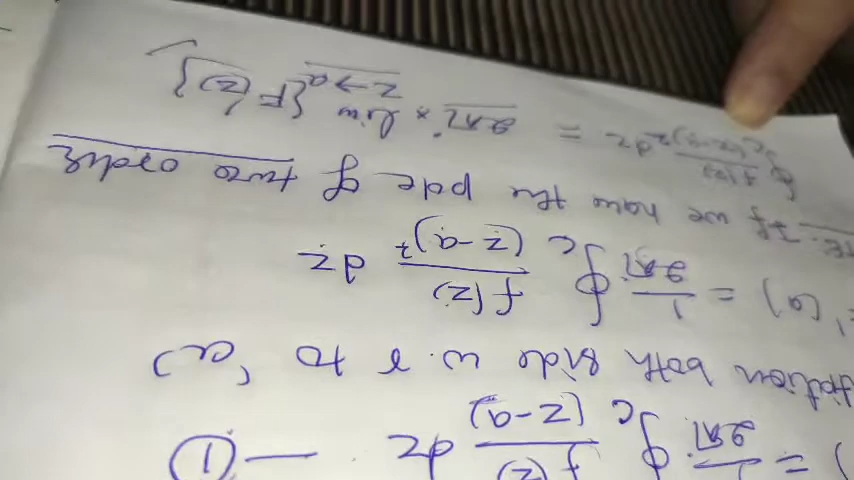 ) = 1/2πi ∮c f(z)/(z-a) dz — ①
both side w.r to 'a'
(a) = 1/2πi ∮c f(z)/(z-a)² dz
If we have the pole of two order
∮c f(z)/(z-a)² dz = 2πi × lim z→a {F'(z)}